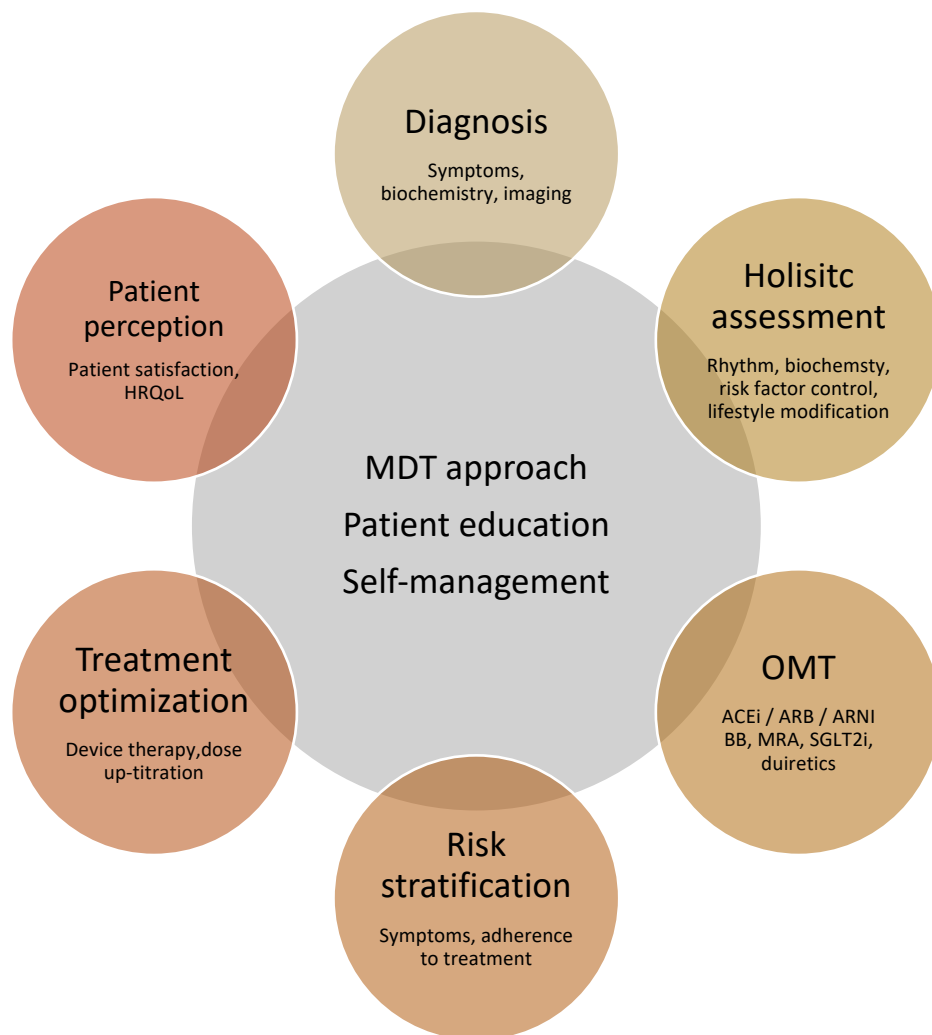 Diagnosis
Symptoms,
biochemistry, imaging
Holisitc
assessment
Rhythm, biochemsty,
risk factor control,
lifestyle modification
OMT
ACEi / ARB / ARNI
BB, MRA, SGLT2i,
duiretics
Risk
stratification
Symptoms, adherence
to treatment
Treatment
optimization
Device therapy,dose
up-titration
Patient
perception
Patient satisfaction,
HRQoL
MDT approach
Patient education
Self-management